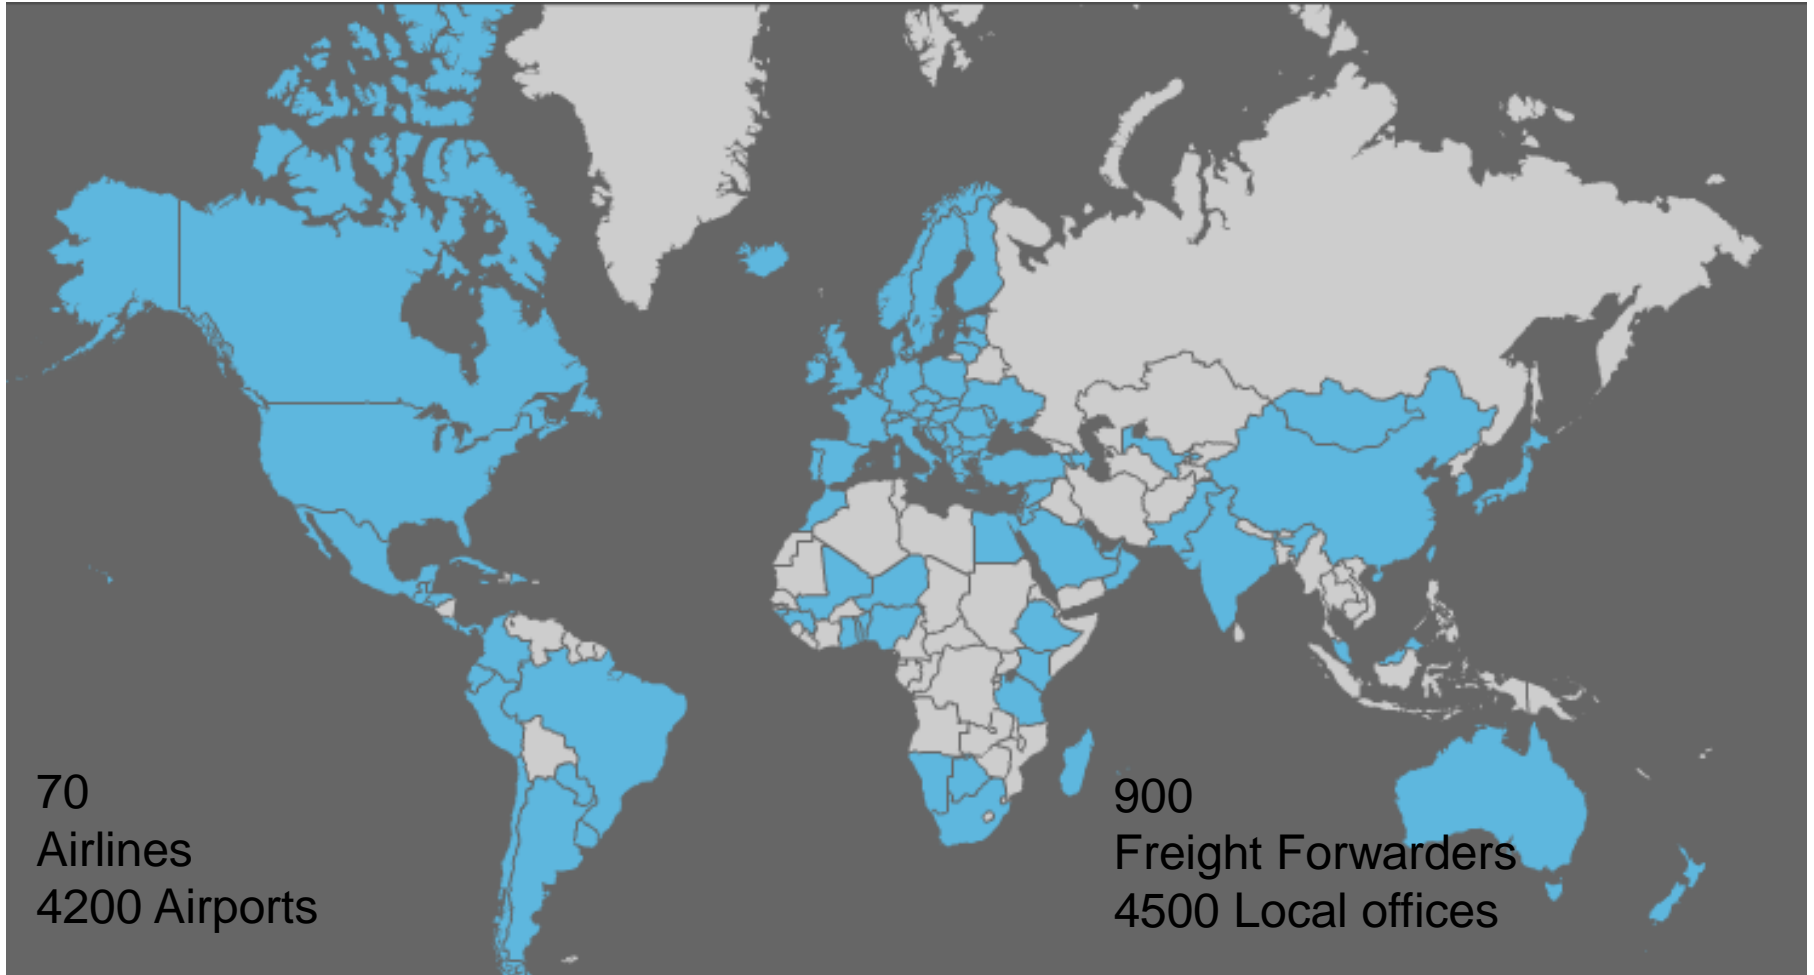 70
Airlines
4200 Airports
900
Freight Forwarders
4500 Local offices